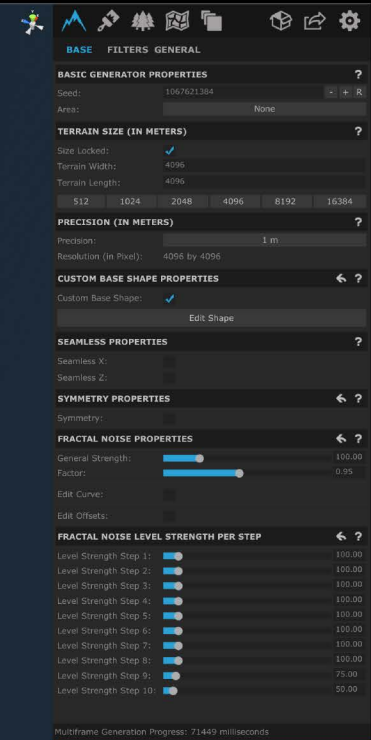 BASE FILTERS GENERAL
BASIC GENERATOR PROPERTIES ?
Seed: 1067621384 - + R
Area: None
TERRAIN SIZE (IN METERS) ?
Size Locked:
Terrain Width: 4096
Terrain Length: 4096
512 1024 2048 4096 8192 16384
PRECISION (IN METERS) ?
Precision: 1 m
Resolution (in Pixel): 4096 by 4096
CUSTOM BASE SHAPE PROPERTIES ?
Custom Base Shape:
Edit Shape
SEAMLESS PROPERTIES ?
Seamless X:
Seamless Z:
SYMMETRY PROPERTIES ?
Symmetry:
FRACTAL NOISE PROPERTIES ?
General Strength: 100.00
Factor: 0.95
Edit Curve:
Edit Offsets:
FRACTAL NOISE LEVEL STRENGTH PER STEP ?
Level Strength Step 1: 100.00
Level Strength Step 2: 100.00
Level Strength Step 3: 100.00
Level Strength Step 4: 100.00
Level Strength Step 5: 100.00
Level Strength Step 6: 100.00
Level Strength Step 7: 100.00
Level Strength Step 8: 100.00
Level Strength Step 9: 75.00
Level Strength Step 10: 50.00
Multiframe Generation Progress: 71449 milliseconds